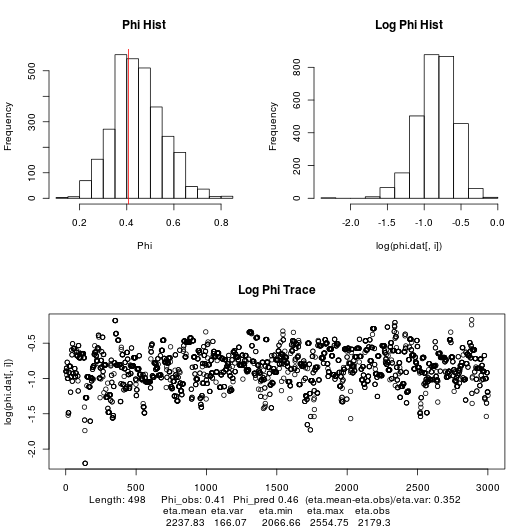 Phi Hist
Log Phi Hist
Frequency
0 100 300 500
0.2 0.4 0.6 0.8
Phi
Frequency
0 200 400 600 800
-2.0 -1.5 -1.0 -0.5 0.0
log(phi.dat[, i])
Log Phi Trace
log(phi.dat[, i])
-2.0 -1.5 -1.0 -0.5
0 500 1000 1500 2000 2500 3000
Length: 498 Phi_obs: 0.41 Phi_pred 0.46 (eta.mean-eta.obs)/eta.var: 0.352
eta.mean eta.var eta.min eta.max eta.obs
2237.83 166.07 2066.66 2554.75 2179.3